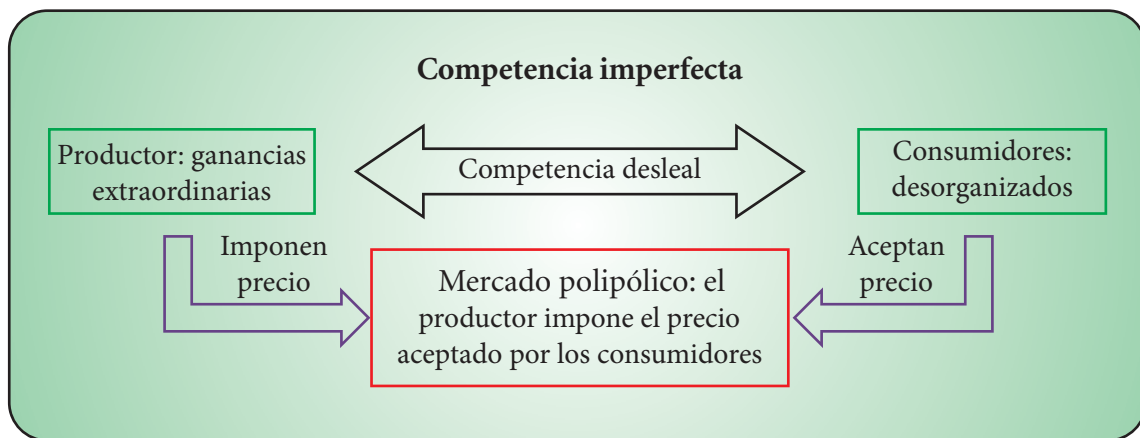 Competencia imperfecta
Productor: ganancias
extraordinarias
Competencia desleal
Consumidores:
desorganizados
Imponen
precio
Mercado polipólico: el
productor impone el precio
aceptado por los consumidores
Aceptan
precio